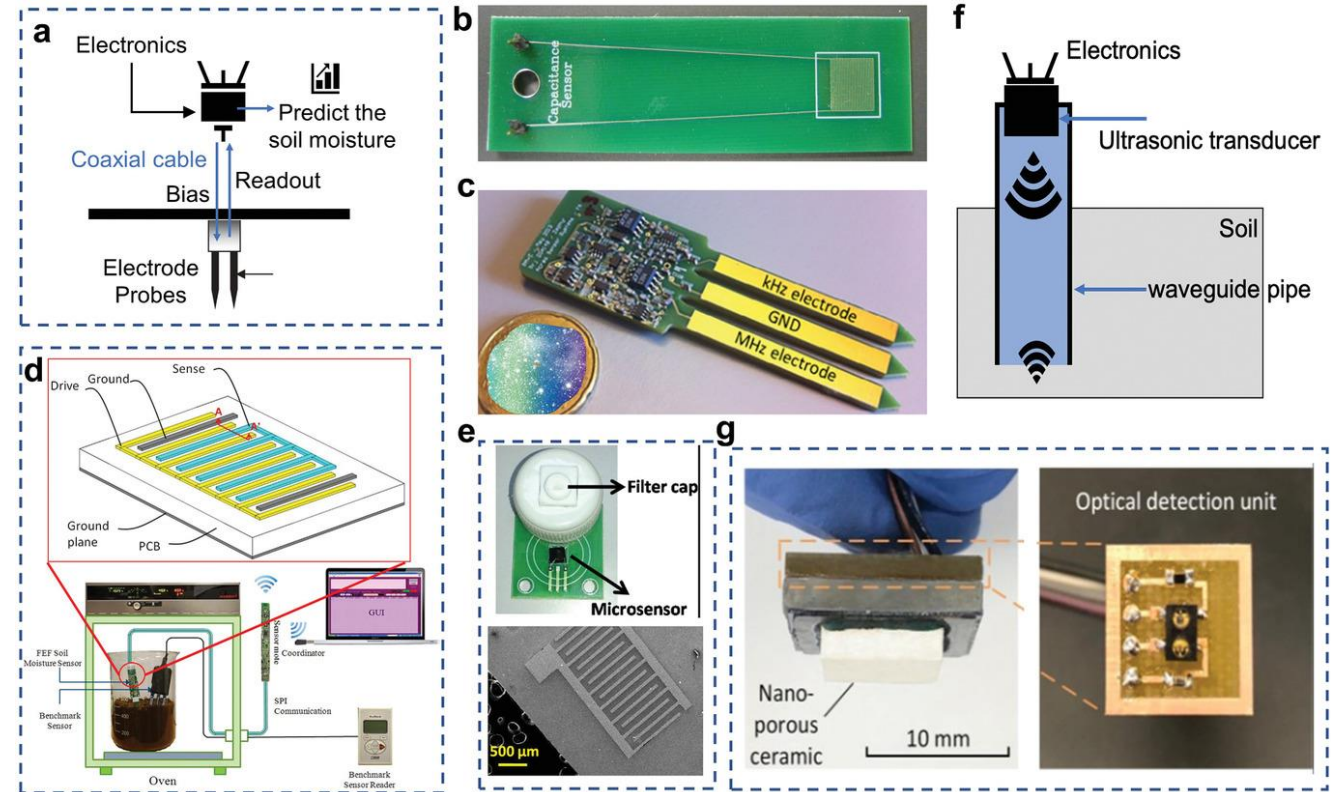 a
Electronics
Predict the
soil moisture
Coaxial cable
Bias
Readout
Electrode
Probes
b
Capacitance
Sensor
c
kHz electrode
GND
MHz electrode
d
Drive
Ground
Sense
A
A'
Ground
plane
PCB
GUI
Sensor mote
Coordinator
FEF Soil
Moisture Sensor
Benchmark
Sensor
SPI
Communication
Oven
Benchmark
Sensor Reader
e
Filter cap
Microsensor
500 µm
f
Electronics
Ultrasonic transducer
Soil
waveguide pipe
g
Nano-
porous
ceramic
10 mm
Optical detection unit